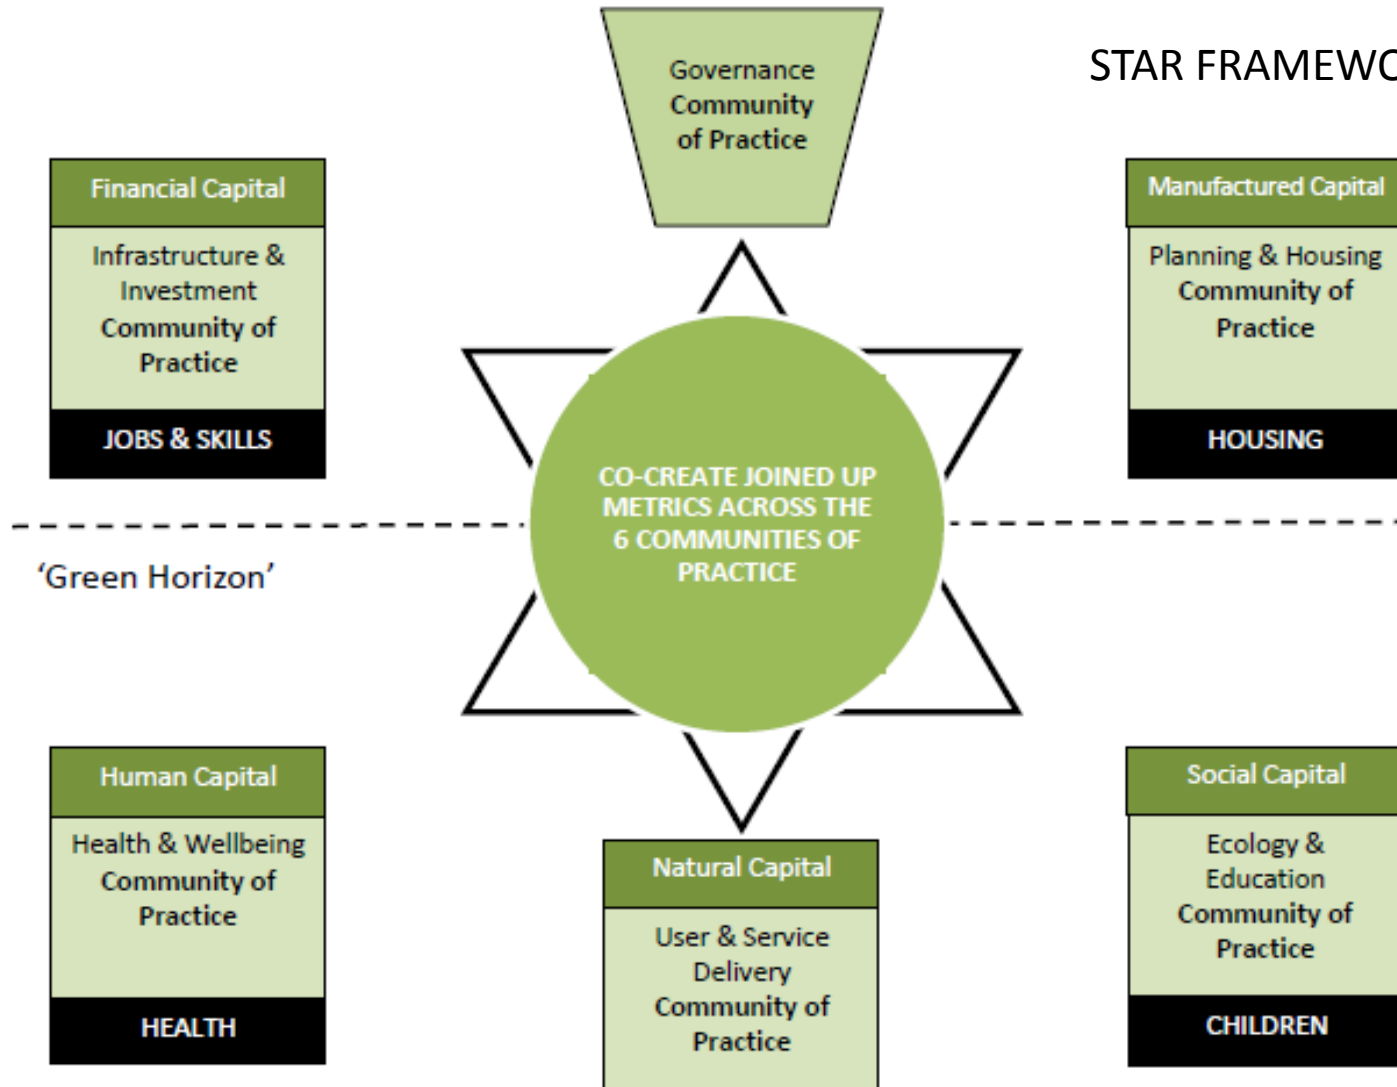 STAR FRAMEWO
Governance
Community
of Practice
Financial Capital
Infrastructure &
Investment
Community of
Practice
JOBS & SKILLS
Manufactured Capital
Planning & Housing
Community of
Practice
HOUSING
CO-CREATE JOINED UP
METRICS ACROSS THE
6 COMMUNITIES OF
PRACTICE
‘Green Horizon’
Human Capital
Health & Wellbeing
Community of
Practice
HEALTH
Natural Capital
User & Service
Delivery
Community of
Practice
Social Capital
Ecology &
Education
Community of
Practice
CHILDREN